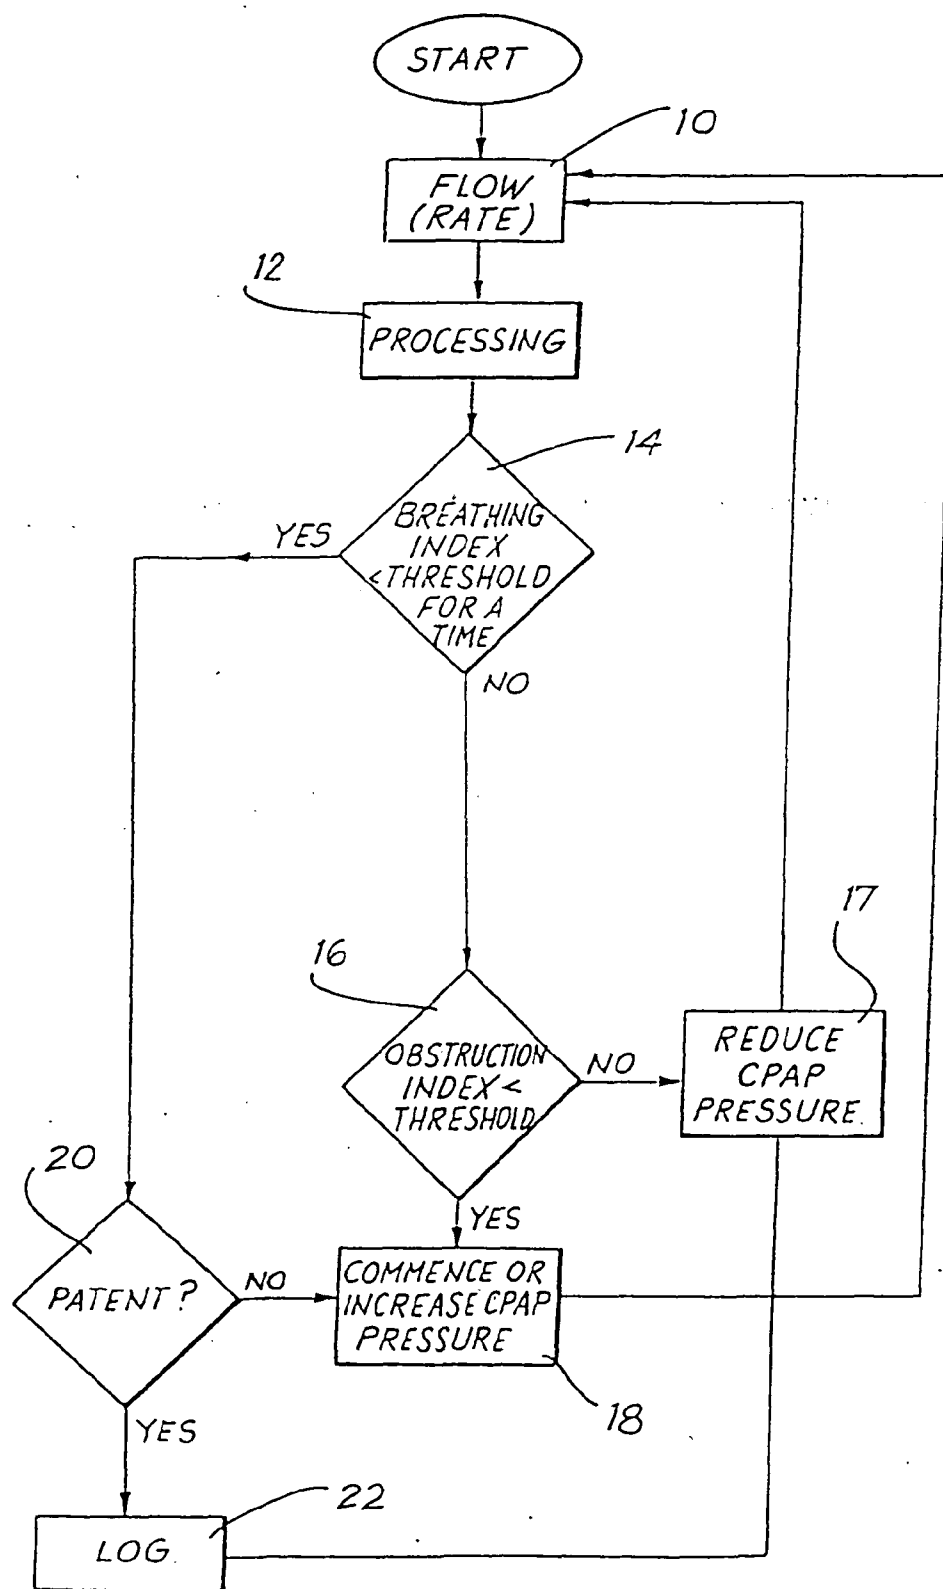 START
10
FLOW
(RATE)
12
PROCESSING
14
BREATHING
INDEX
<THRESHOLD
FOR A
TIME
YES
NO
16
17
OBSTRUCTION
INDEX <
THRESHOLD
NO
REDUCE
CPAP
PRESSURE.
20
YES
PATENT?
NO
COMMENCE OR
INCREASE CPAP
PRESSURE
18
YES
22
LOG